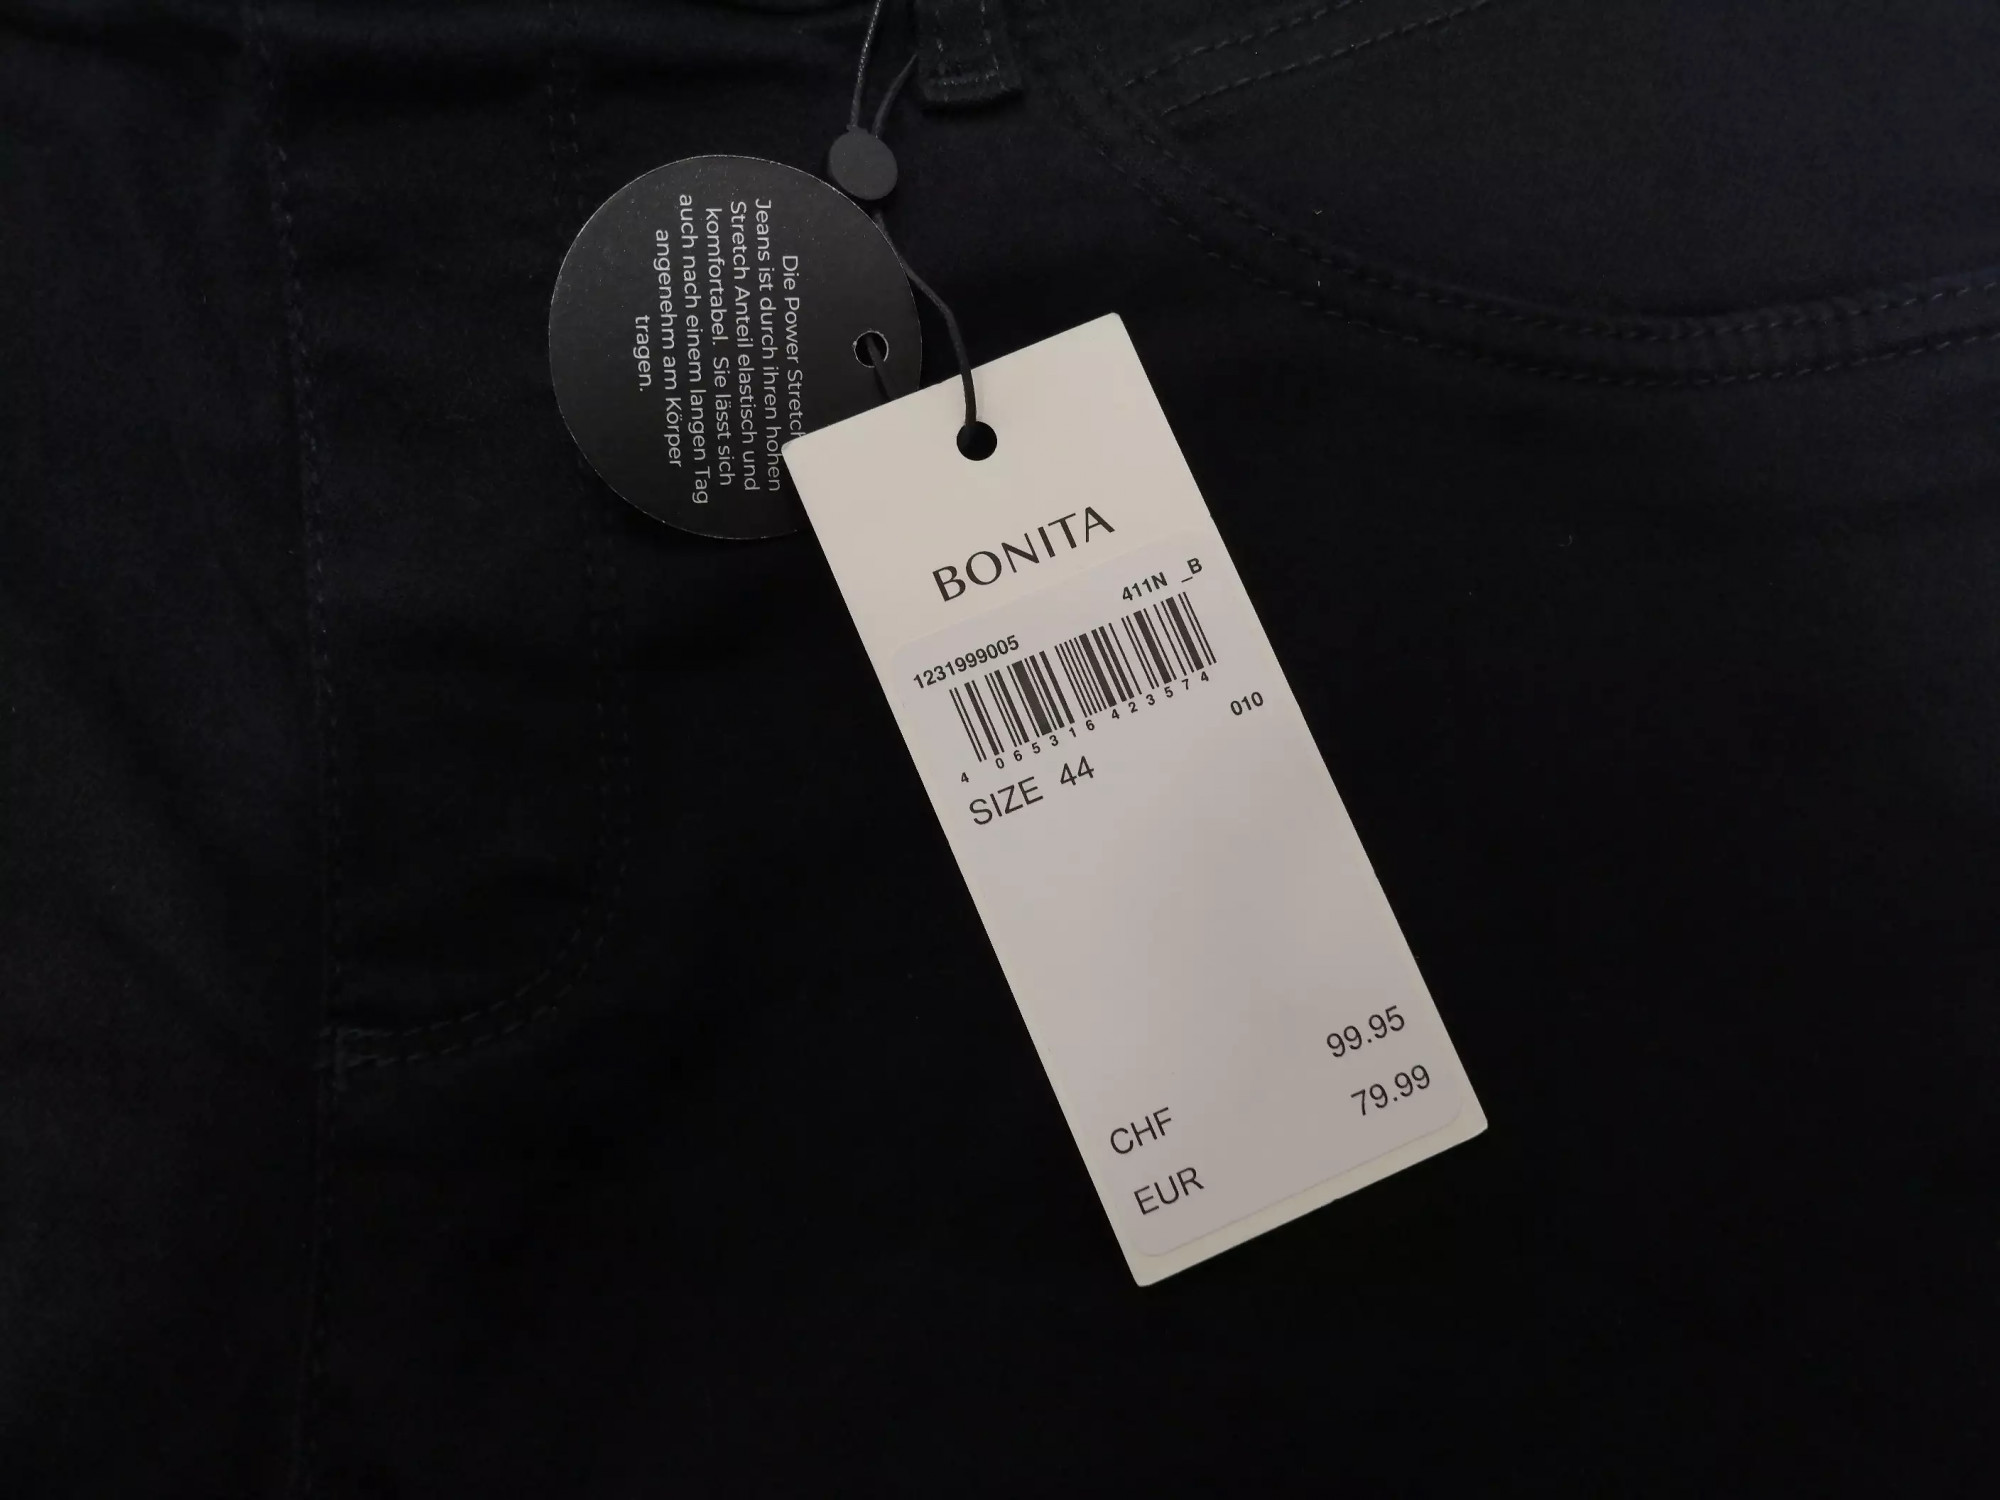 Die Power Stretch
Jeans ist durch ihren hohen
Stretch Anteil elastisch und
komfortabel. Sie lässt sich
auch nach einem langen Tag
angenehm am Körper
tragen.
BONITA
1231999005 411N _B
4 065316 423574
010
SIZE 44
CHF 99.95
EUR 79.99